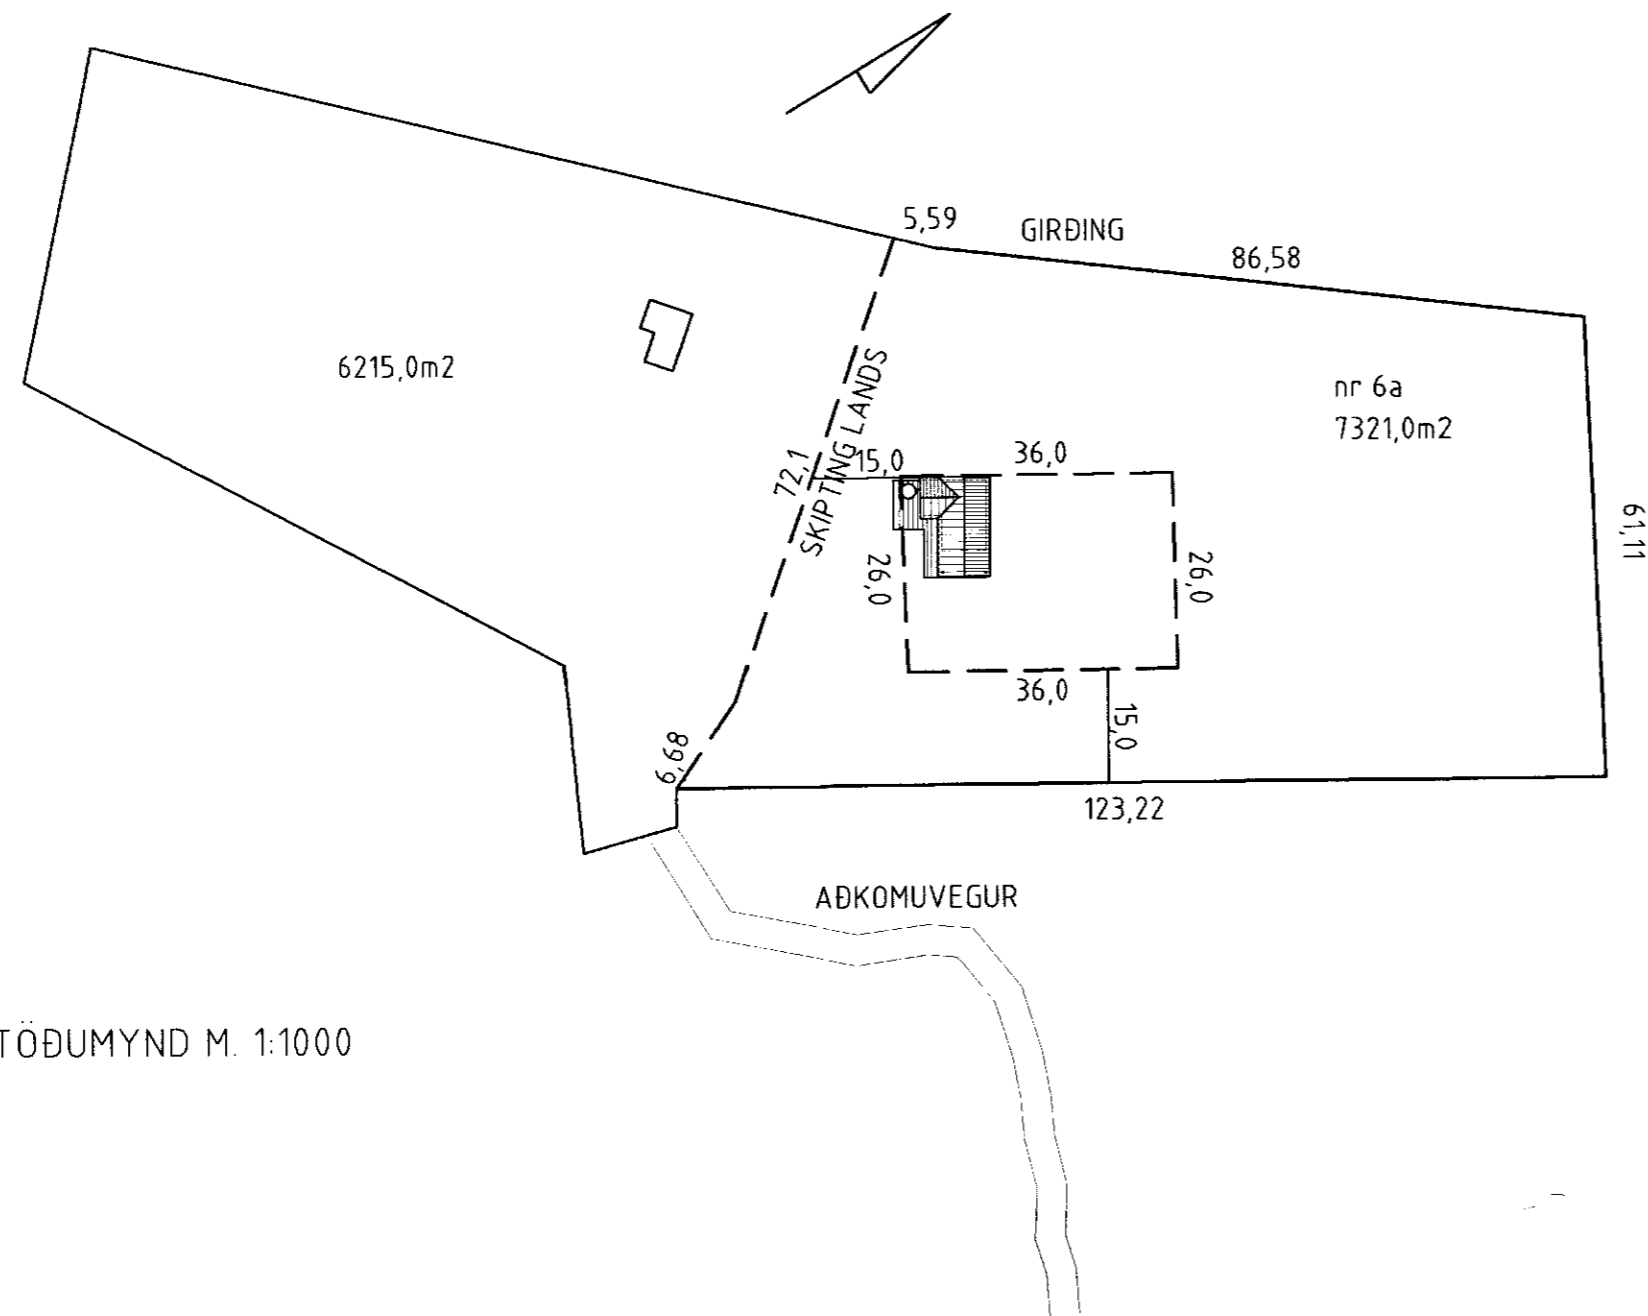 5,59
GIRÐING
86,58
6215,0m2
nr 6a
7321,0m2
72,1
SKIPTING LANDS
15,0
36,0
26,0
26,0
61,11
36,0
15,0
6,68
123,22
AÐKOMUVEGUR
TÖÐUMYND M. 1:1000